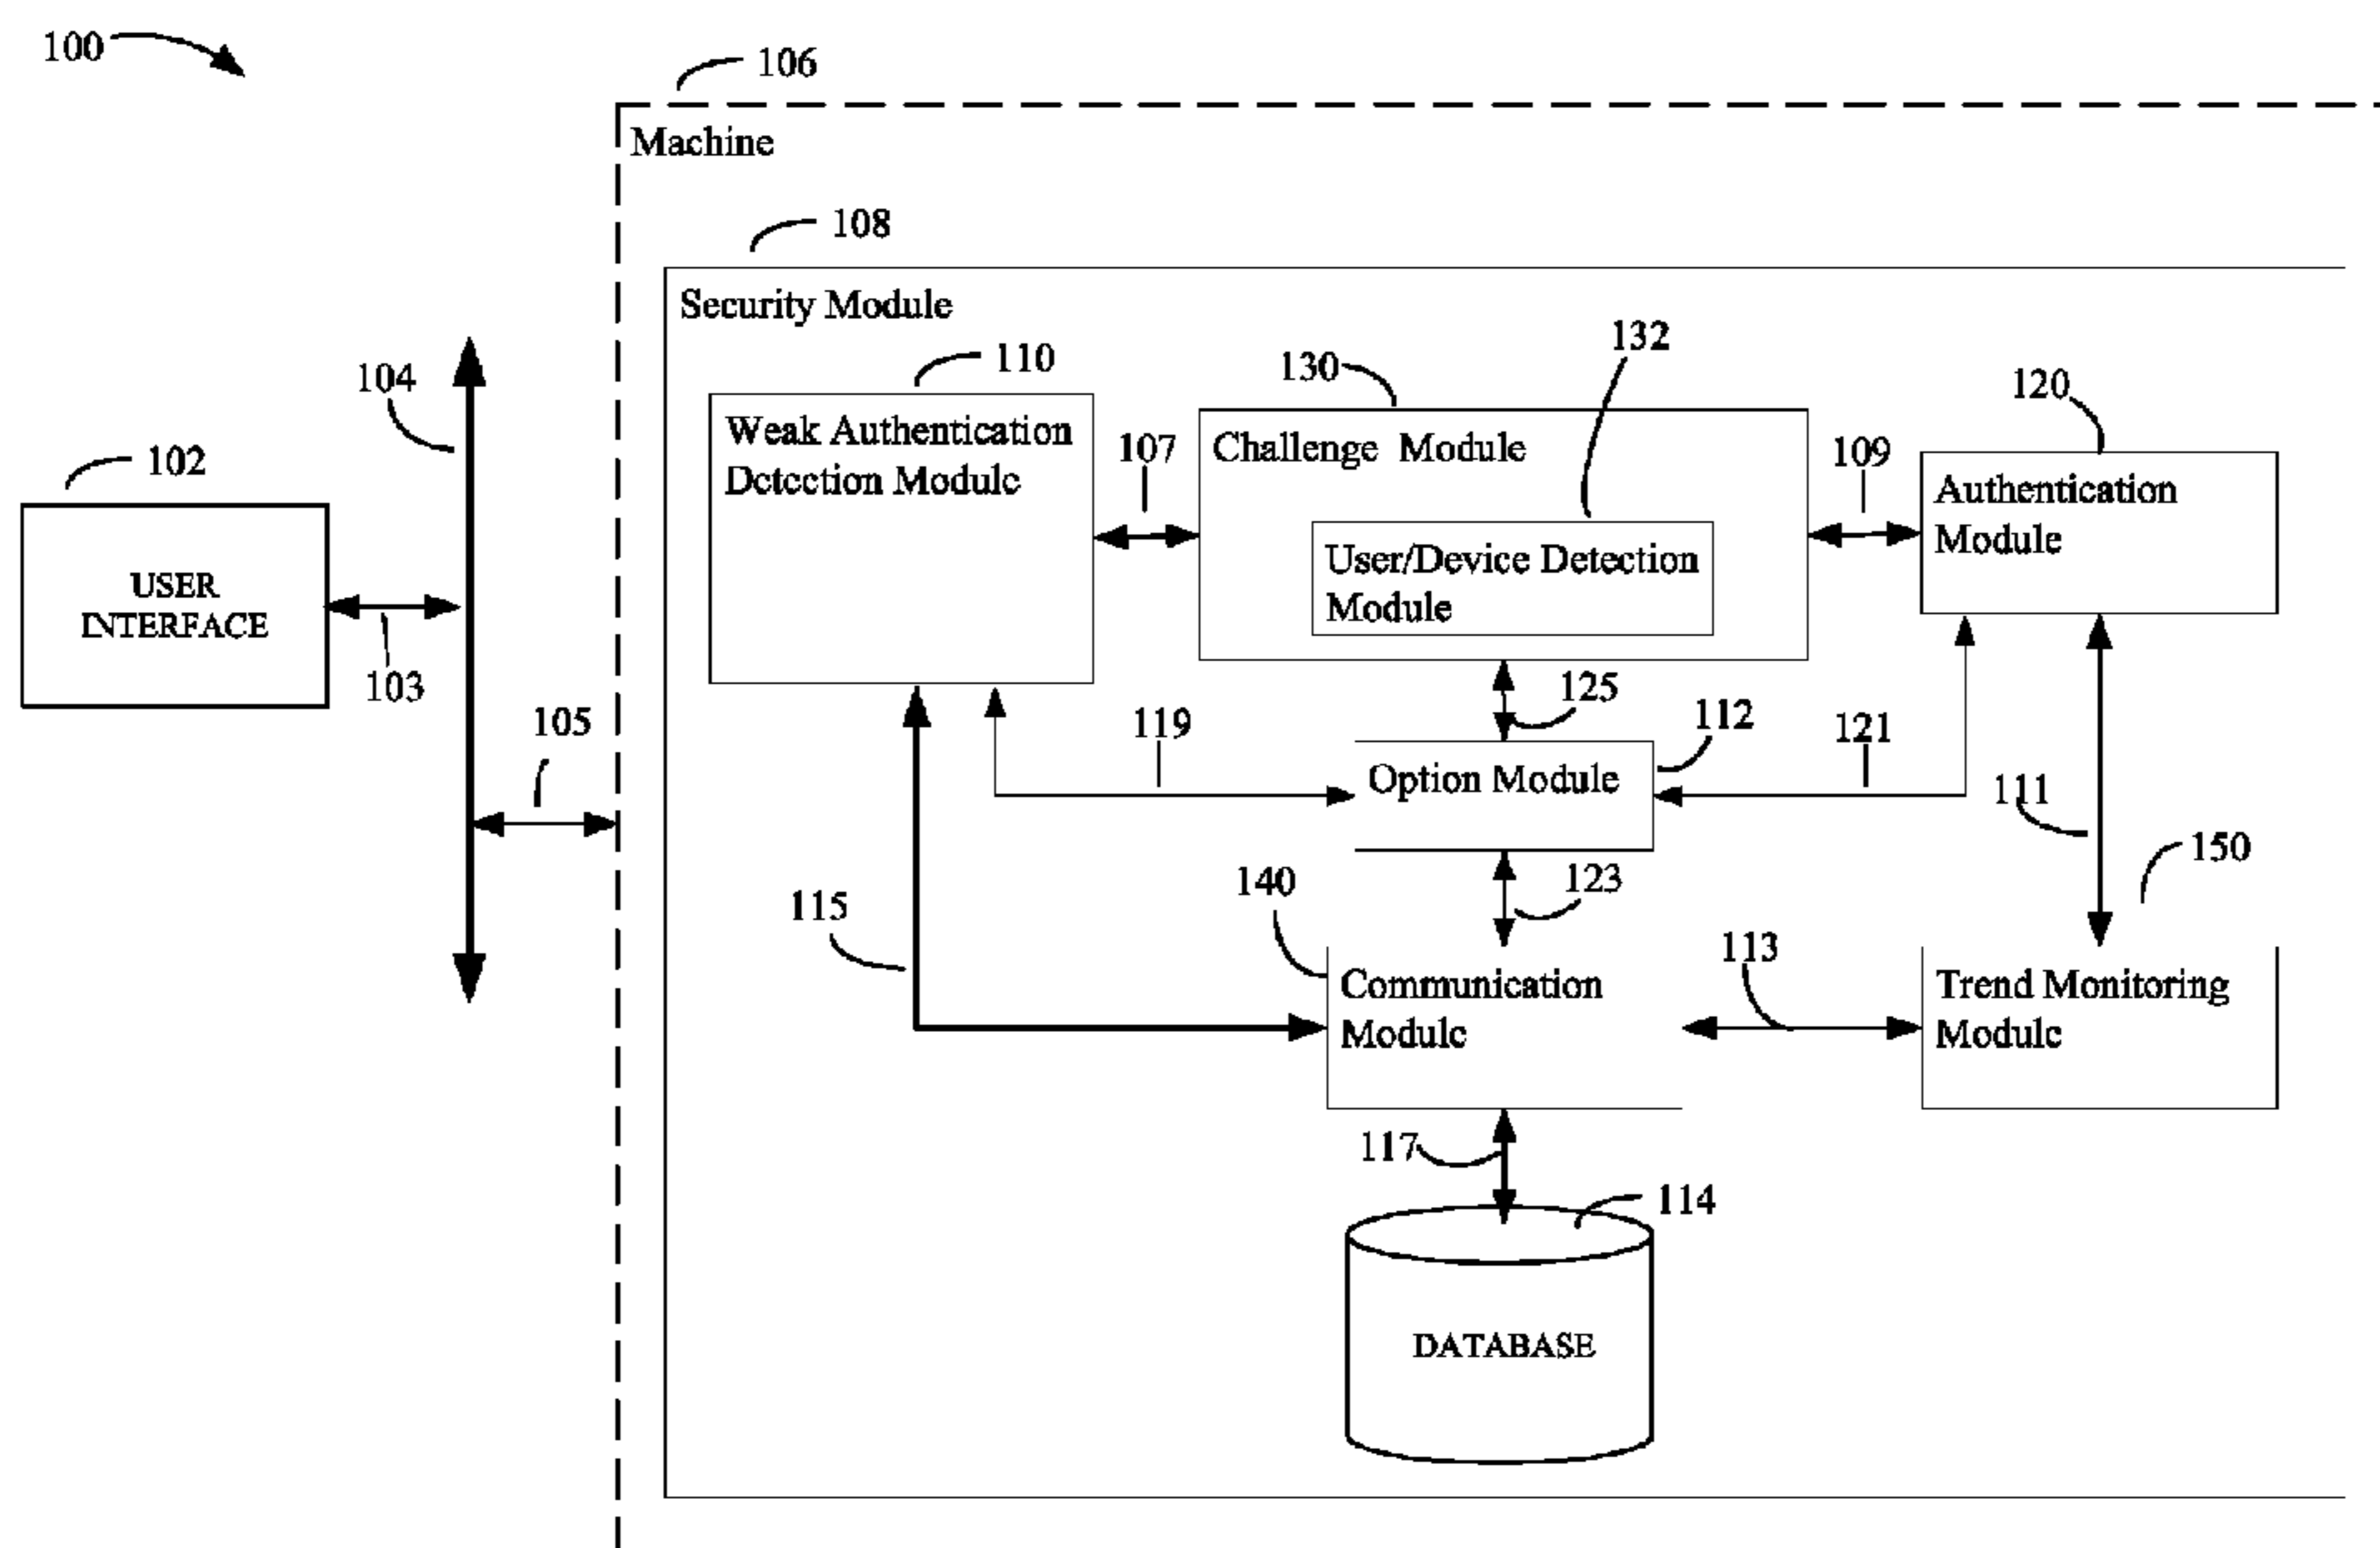 100
106
Machine
108
Security Module
132
110
130
120
104
Weak Authentication
Detection Module
107
Challenge Module
109
102
Authentication
Module
User/Device Detection
Module
USER
INTERFACE
103
125
105
119
112
121
Option Module
111
150
115
140
123
113
Communication
Module
Trend Monitoring
Module
117
114
DATABASE